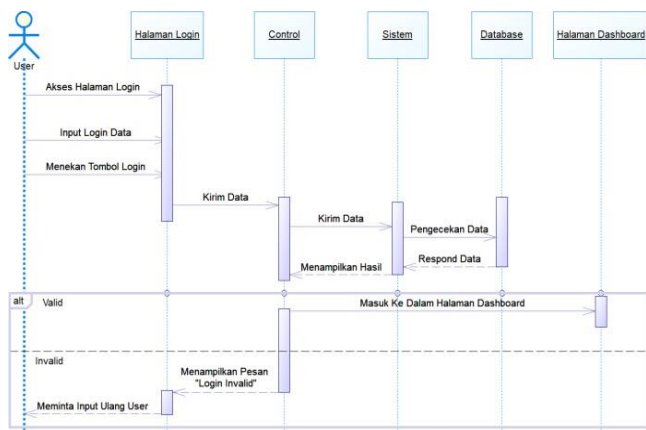 Halaman Login
Control
Sistem
Database
Halaman Dashboard
User
Akses Halaman Login
Input Login Data
Menekan Tombol Login
Kirim Data
Kirim Data
Pengecekan Data
Respond Data
Menampilkan Hasil
alt
Valid
Masuk Ke Dalam Halaman Dashboard
Invalid
Menampilkan Pesan
"Login Invalid"
Meminta Input Ulang User